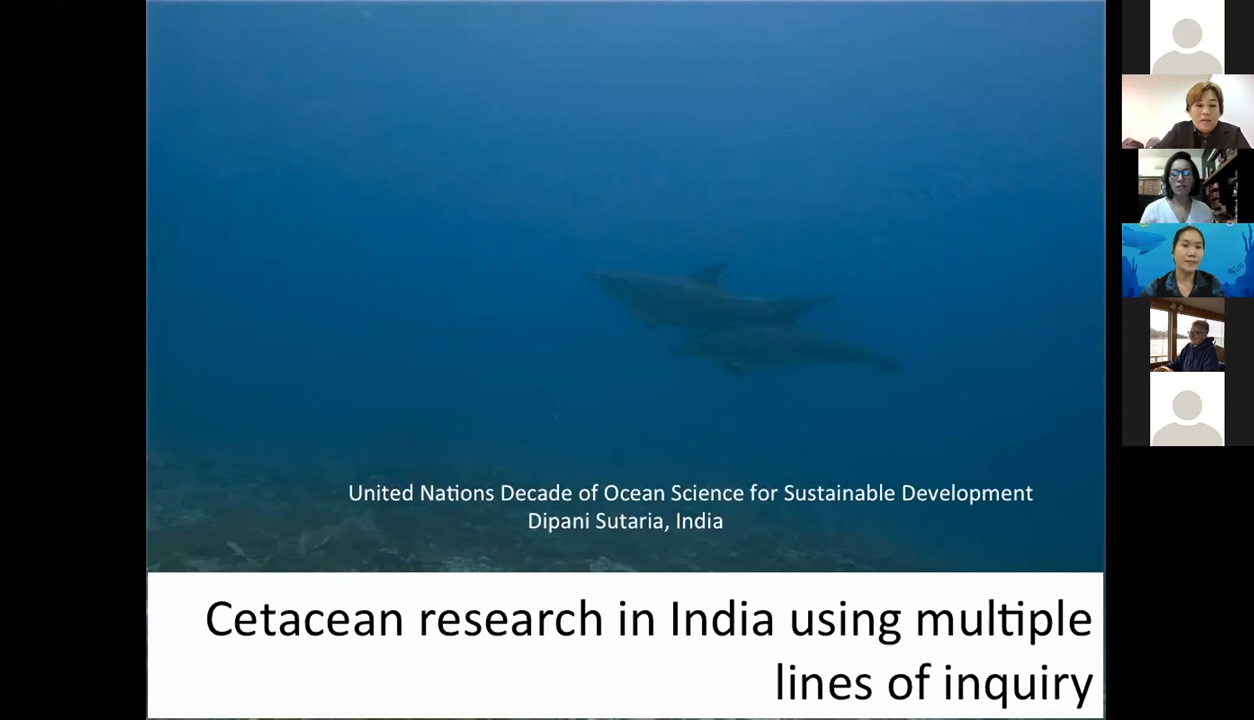 United Nations Decade of Ocean Science for Sustainable Development
Dipani Sutaria, India
Cetacean research in India using multiple
lines of inquiry